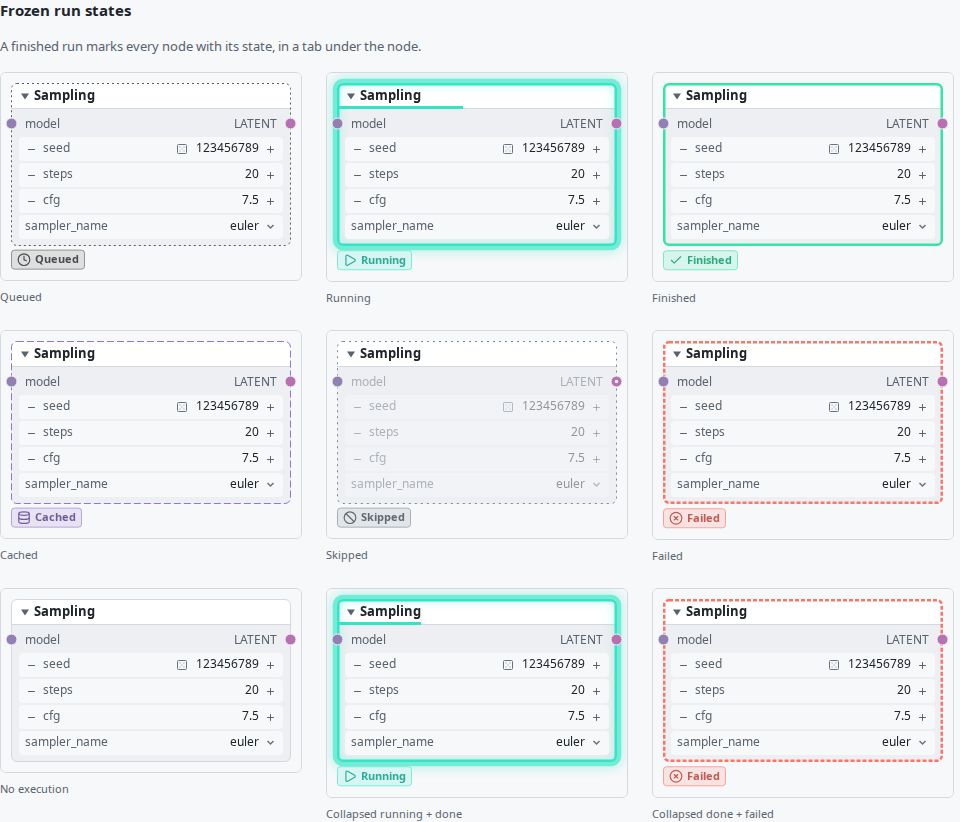 Frozen run states
A finished run marks every node with its state, in a tab under the node.
Sampling
model LATENT
seed 123456789
steps 20
cfg 7.5
sampler_name euler
Queued
Queued
Sampling
model LATENT
seed 123456789
steps 20
cfg 7.5
sampler_name euler
Running
Running
Sampling
model LATENT
seed 123456789
steps 20
cfg 7.5
sampler_name euler
Finished
Finished
Sampling
model LATENT
seed 123456789
steps 20
cfg 7.5
sampler_name euler
Cached
Cached
Sampling
model LATENT
seed 123456789
steps 20
cfg 7.5
sampler_name euler
Skipped
Skipped
Sampling
model LATENT
seed 123456789
steps 20
cfg 7.5
sampler_name euler
Failed
Failed
Sampling
model LATENT
seed 123456789
steps 20
cfg 7.5
sampler_name euler
No execution
Sampling
model LATENT
seed 123456789
steps 20
cfg 7.5
sampler_name euler
Running
Collapsed running + done
Sampling
model LATENT
seed 123456789
steps 20
cfg 7.5
sampler_name euler
Failed
Collapsed done + failed